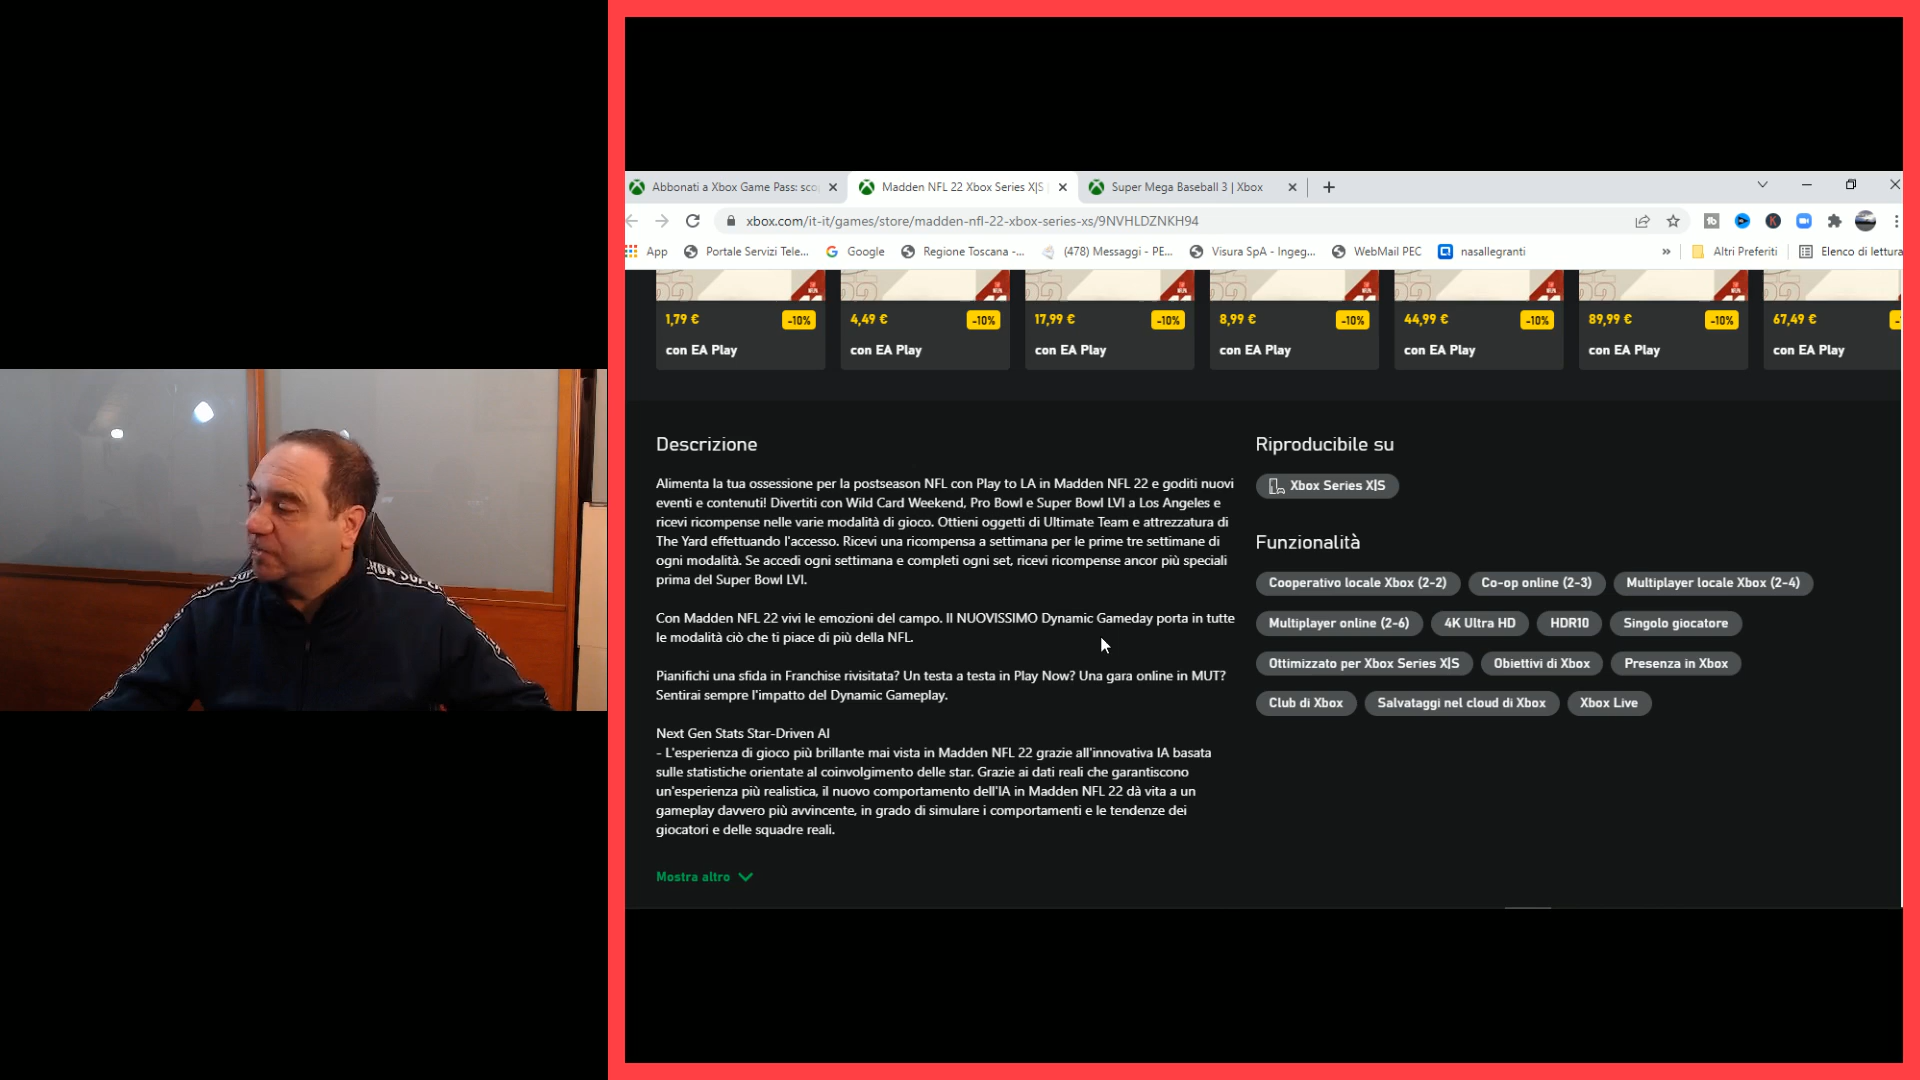 Abbonati a Xbox Game Pass: sco
Madden NFL 22 Xbox Series X|S
Super Mega Baseball 3 | Xbox
xbox.com/it-it/games/store/madden-nfl-22-xbox-series-xs/9NVHLDZNKH94
App
Portale Servizi Tele...
Google
Regione Toscana -...
(478) Messaggi - PE...
Visura SpA - Ingeg...
WebMail PEC
nasallegranti
»
Altri Preferiti
Elenco di lettura
1,79 € -10%
con EA Play
4,49 € -10%
con EA Play
17,99 € -10%
con EA Play
8,99 € -10%
con EA Play
44,99 € -10%
con EA Play
89,99 € -10%
con EA Play
67,49 €
con EA Play
Descrizione
Alimenta la tua ossessione per la postseason NFL con Play to LA in Madden NFL 22 e goditi nuovi
eventi e contenuti! Divertiti con Wild Card Weekend, Pro Bowl e Super Bowl LVI a Los Angeles e
ricevi ricompense nelle varie modalità di gioco. Ottieni oggetti di Ultimate Team e attrezzatura di
The Yard effettuando l'accesso. Ricevi una ricompensa a settimana per le prime tre settimane di
ogni modalità. Se accedi ogni settimana e completi ogni set, ricevi ricompense ancor più speciali
prima del Super Bowl LVI.
Con Madden NFL 22 vivi le emozioni del campo. Il NUOVISSIMO Dynamic Gameday porta in tutte
le modalità ciò che ti piace di più della NFL.
Pianifichi una sfida in Franchise rivisitata? Un testa a testa in Play Now? Una gara online in MUT?
Sentirai sempre l'impatto del Dynamic Gameplay.
Next Gen Stats Star-Driven AI
- L'esperienza di gioco più brillante mai vista in Madden NFL 22 grazie all'innovativa IA basata
sulle statistiche orientate al coinvolgimento delle star. Grazie ai dati reali che garantiscono
un'esperienza più realistica, il nuovo comportamento dell'IA in Madden NFL 22 dà vita a un
gameplay davvero più avvincente, in grado di simulare i comportamenti e le tendenze dei
giocatori e delle squadre reali.
Mostra altro
Riproducibile su
Xbox Series X|S
Funzionalità
Cooperativo locale Xbox (2-2)
Co-op online (2-3)
Multiplayer locale Xbox (2-4)
Multiplayer online (2-6)
4K Ultra HD
HDR10
Singolo giocatore
Ottimizzato per Xbox Series X|S
Obiettivi di Xbox
Presenza in Xbox
Club di Xbox
Salvataggi nel cloud di Xbox
Xbox Live